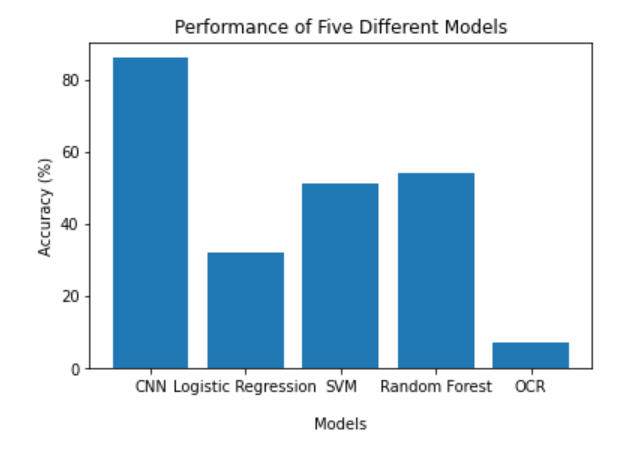 Performance of Five Different Models
Accuracy (%)
80
60
40
20
0
CNN Logistic Regression SVM Random Forest OCR
Models